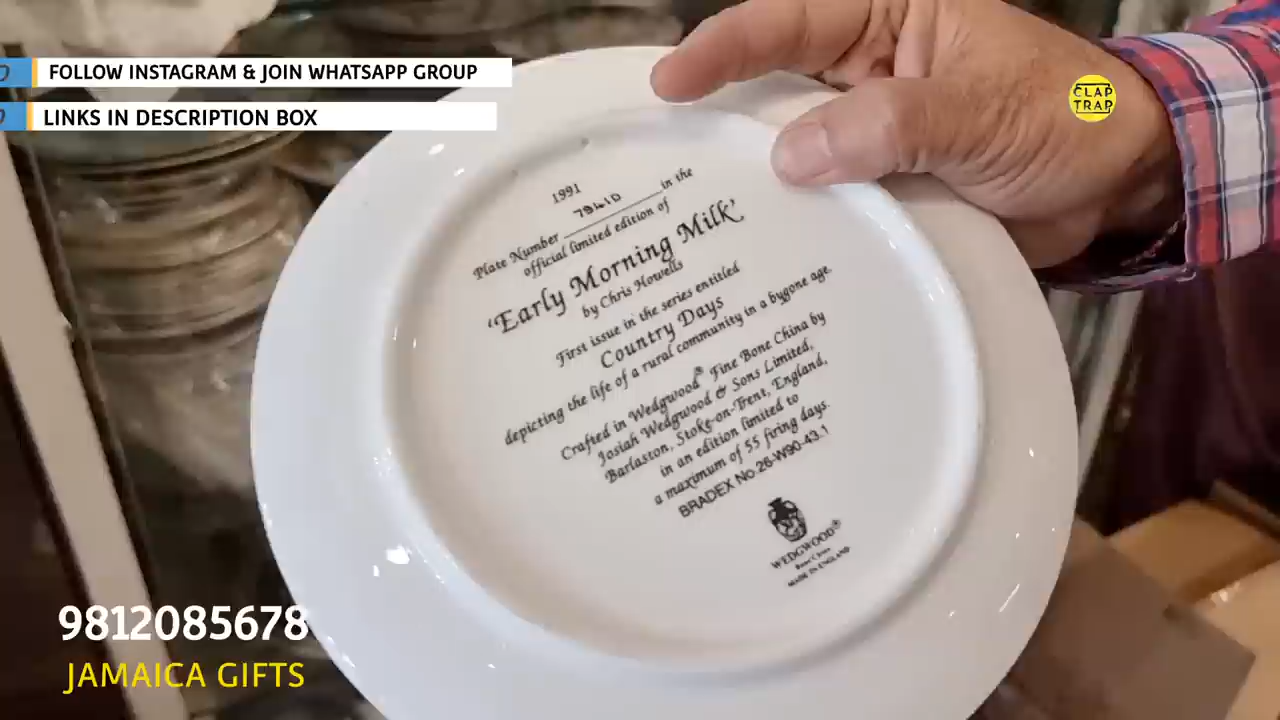 FOLLOW INSTAGRAM & JOIN WHATSAPP GROUP
LINKS IN DESCRIPTION BOX
CLAP
TRAP
1991
Plate Number 7941D in the
official limited edition of
'Early Morning Milk'
by Chris Howells
First issue in the series entitled
Country Days
depicting the life of a rural community in a bygone age.
Crafted in Wedgwood® Fine Bone China by
Josiah Wedgwood & Sons Limited,
Barlaston, Stoke-on-Trent, England,
in an edition limited to
a maximum of 55 firing days.
BRADEX No.26-W90-43.1
WEDGWOOD®
Bone China
MADE IN ENGLAND
9812085678
JAMAICA GIFTS